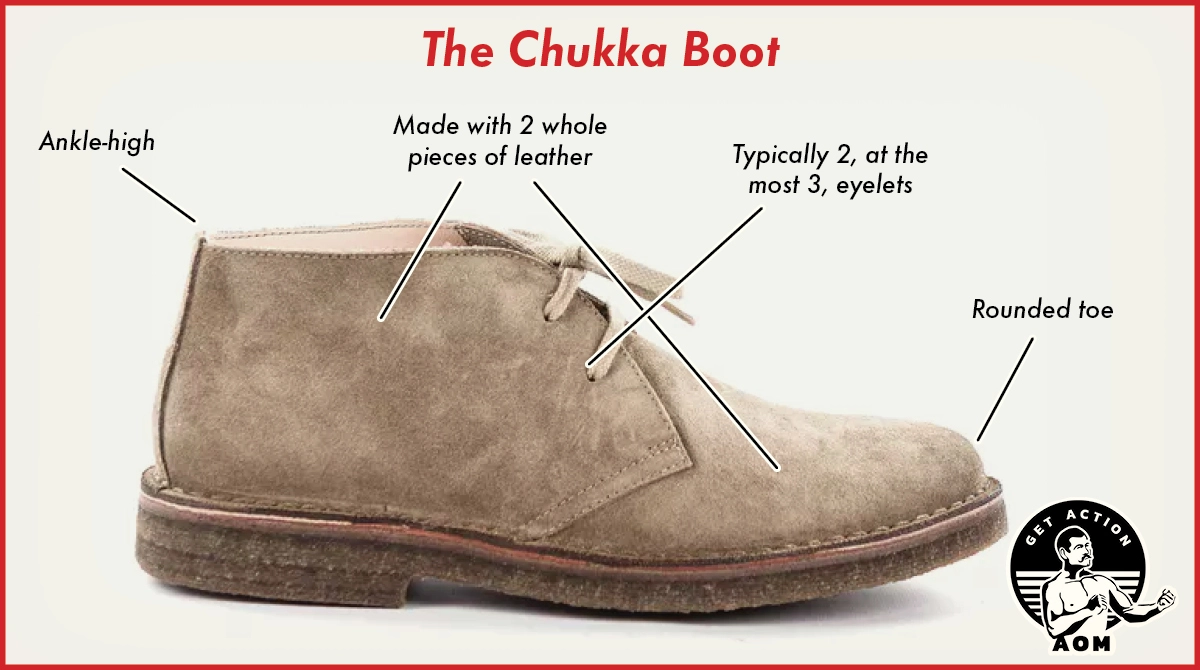 The Chukka Boot
Ankle-high
Made with 2 whole
pieces of leather
Typically 2, at the
most 3, eyelets
Rounded toe
GET ACTION
AOM